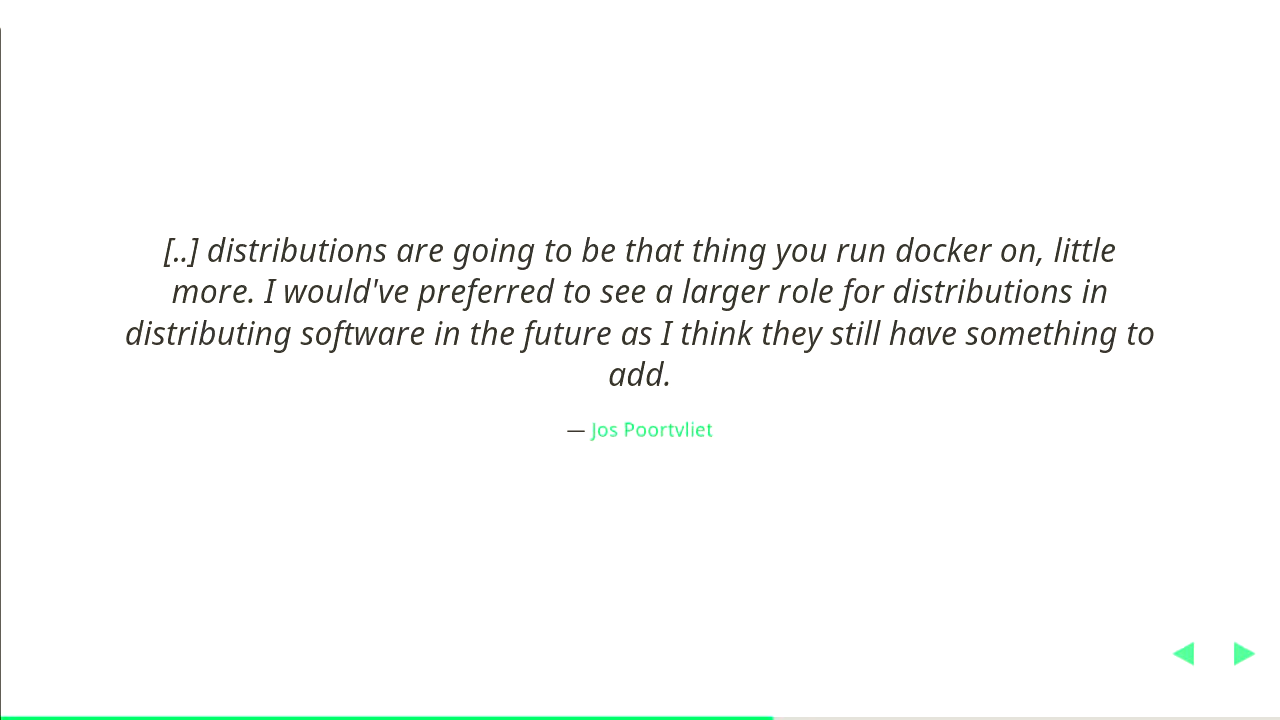 [..] distributions are going to be that thing you run docker on, little
more. I would've preferred to see a larger role for distributions in
distributing software in the future as I think they still have something to
add.
— Jos Poortvliet